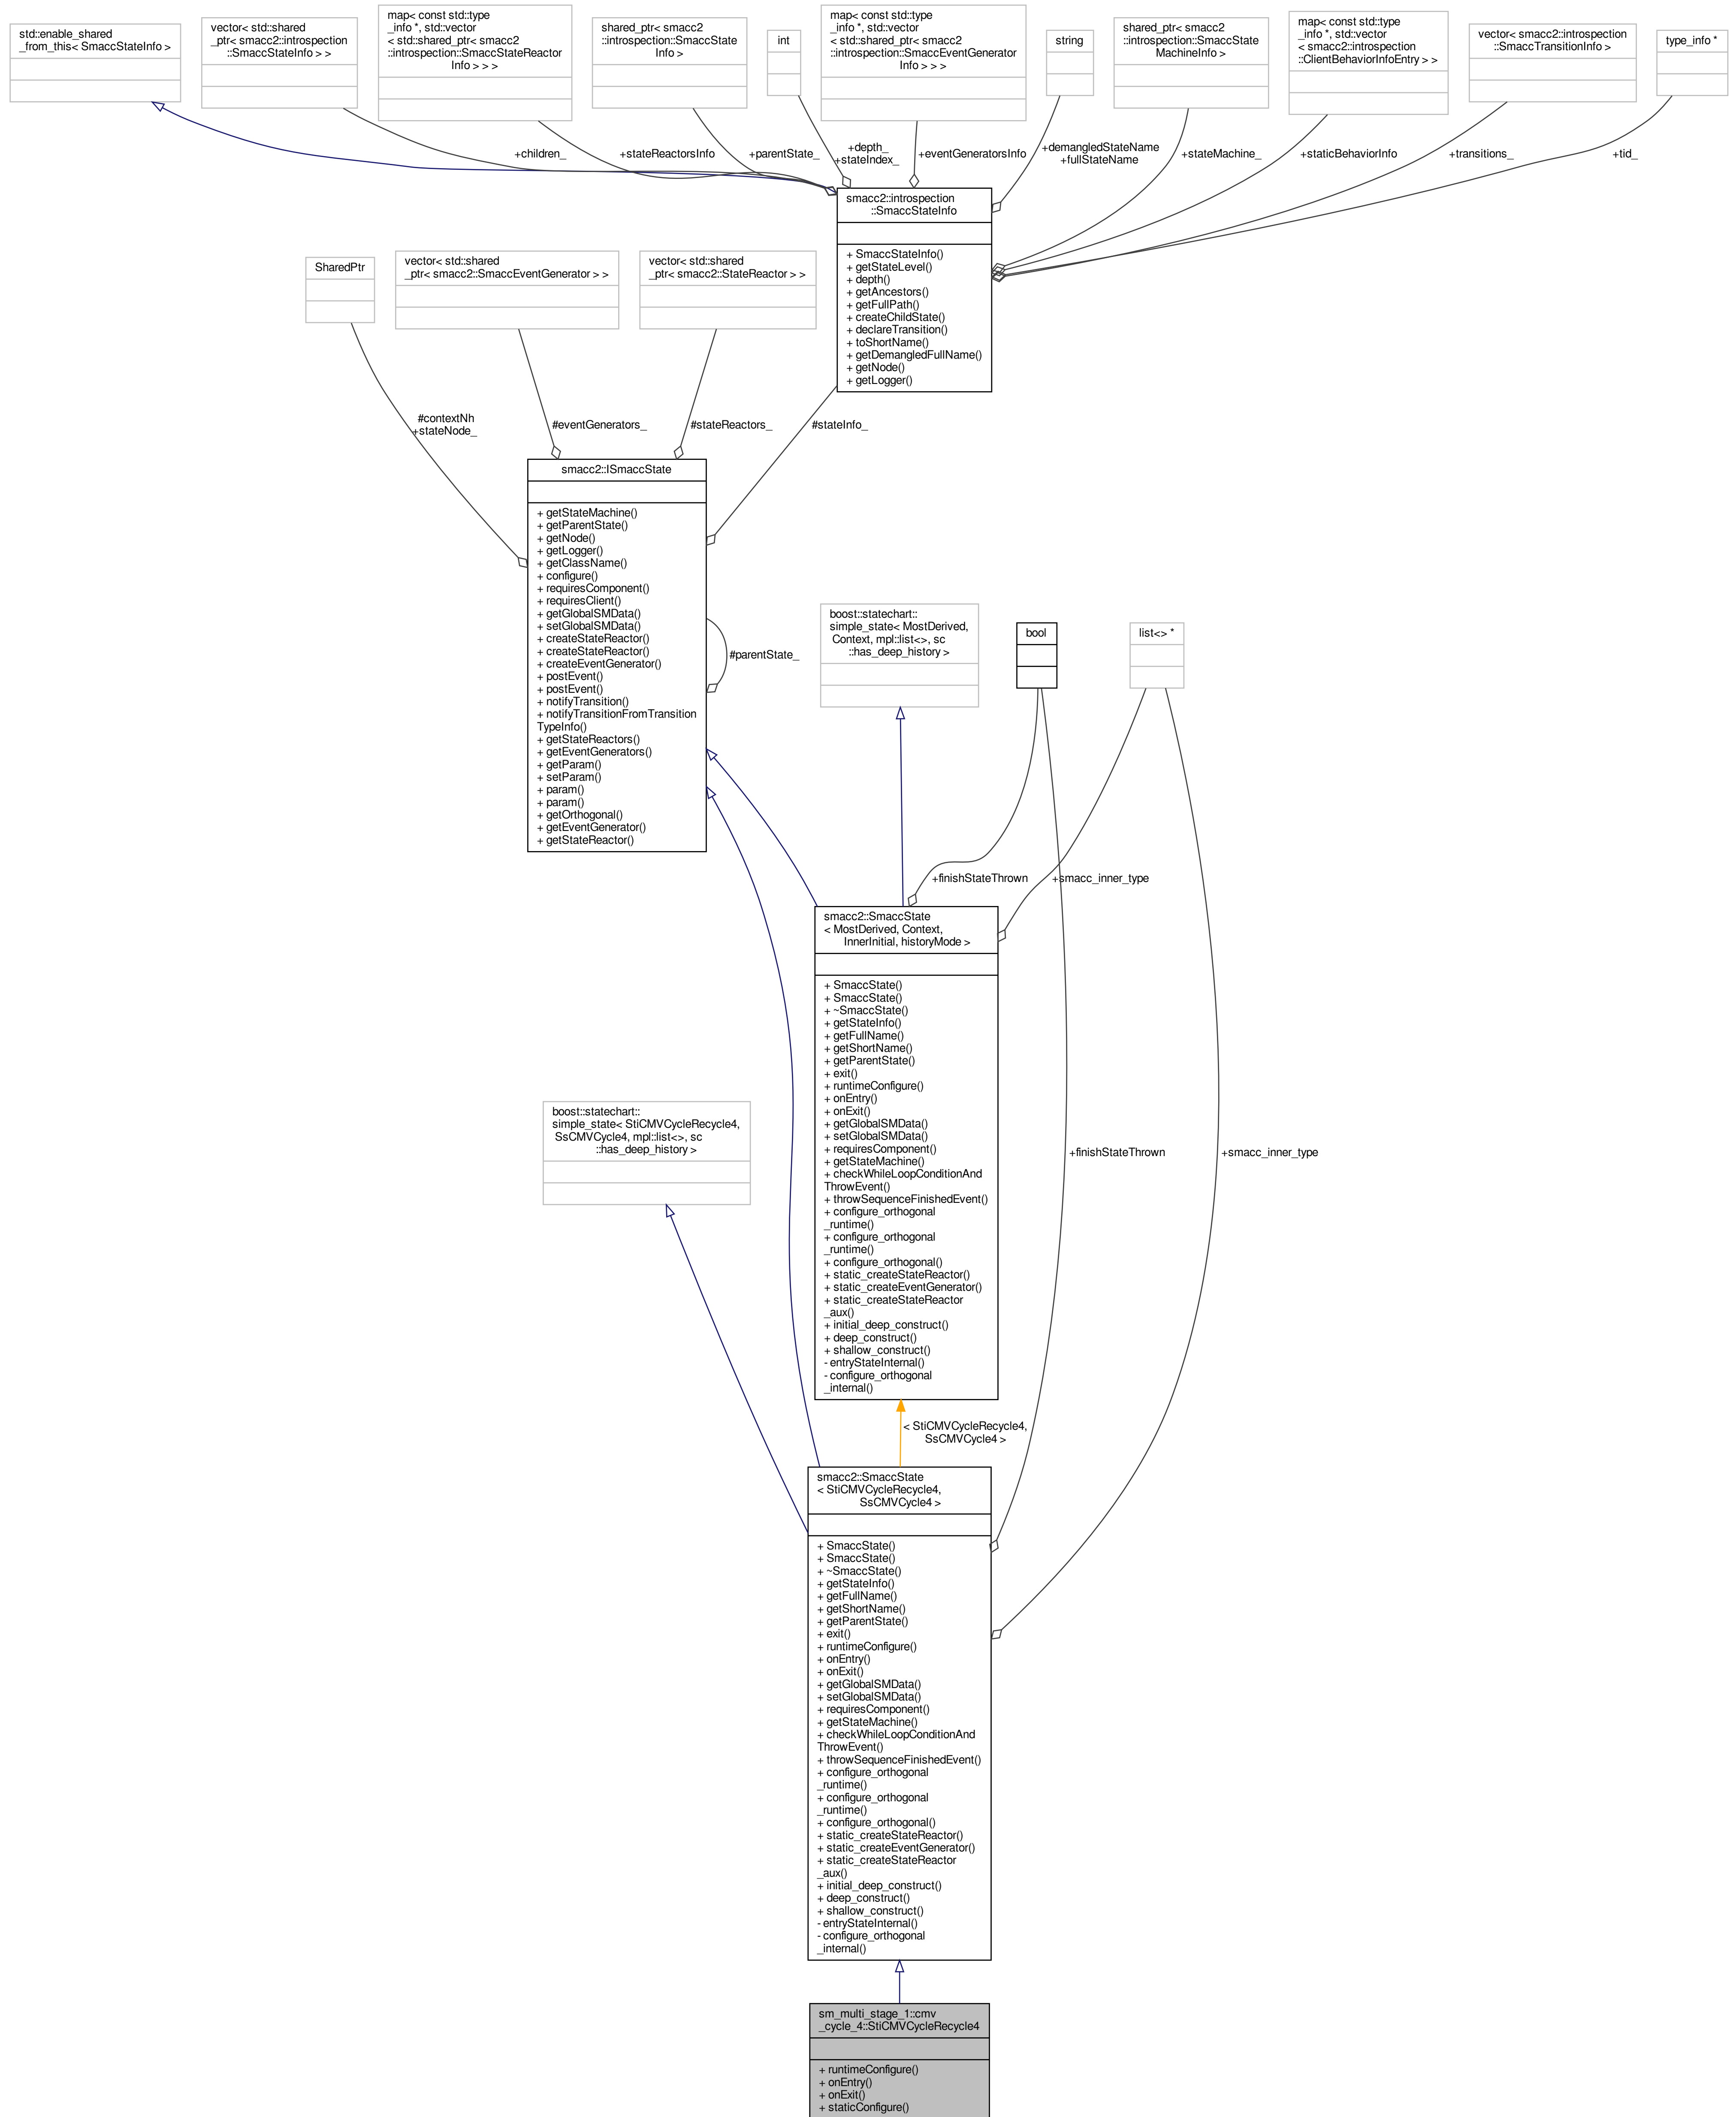 std::enable_shared
_from_this< SmaccStateInfo >
vector< std::shared
_ptr< smacc2::introspection
::SmaccStateInfo > >
map< const std::type
_info *, std::vector
< std::shared_ptr< smacc2
::introspection::SmaccStateReactor
Info > > >
shared_ptr< smacc2
::introspection::SmaccState
Info >
int
map< const std::type
_info *, std::vector
< std::shared_ptr< smacc2
::introspection::SmaccEventGenerator
Info > > >
string
shared_ptr< smacc2
::introspection::SmaccState
MachineInfo >
map< const std::type
_info *, std::vector
< smacc2::introspection
::ClientBehaviorInfoEntry > >
vector< smacc2::introspection
::SmaccTransitionInfo >
type_info *
+children_
+stateReactorsInfo
+parentState_
+depth_
+stateIndex_
+eventGeneratorsInfo
+demangledStateName
+fullStateName
+stateMachine_
+staticBehaviorInfo
+transitions_
+tid_
smacc2::introspection
::SmaccStateInfo
+ SmaccStateInfo()
+ getStateLevel()
+ depth()
+ getAncestors()
+ getFullPath()
+ createChildState()
+ declareTransition()
+ toShortName()
+ getDemangledFullName()
+ getNode()
+ getLogger()
SharedPtr
vector< std::shared
_ptr< smacc2::SmaccEventGenerator > >
vector< std::shared
_ptr< smacc2::StateReactor > >
#contextNh
+stateNode_
#eventGenerators_
#stateReactors_
#stateInfo_
smacc2::ISmaccState
+ getStateMachine()
+ getParentState()
+ getNode()
+ getLogger()
+ getClassName()
+ configure()
+ requiresComponent()
+ requiresClient()
+ getGlobalSMData()
+ setGlobalSMData()
+ createStateReactor()
+ createStateReactor()
+ createEventGenerator()
+ postEvent()
+ postEvent()
+ notifyTransition()
+ notifyTransitionFromTransition
TypeInfo()
+ getStateReactors()
+ getEventGenerators()
+ getParam()
+ setParam()
+ param()
+ param()
+ getOrthogonal()
+ getEventGenerator()
+ getStateReactor()
#parentState_
boost::statechart::
simple_state< MostDerived,
Context, mpl::list<>, sc
::has_deep_history >
bool
list<> *
+finishStateThrown
+smacc_inner_type
smacc2::SmaccState
< MostDerived, Context,
InnerInitial, historyMode >
+ SmaccState()
+ SmaccState()
+ ~SmaccState()
+ getStateInfo()
+ getFullName()
+ getShortName()
+ getParentState()
+ exit()
+ runtimeConfigure()
+ onEntry()
+ onExit()
+ getGlobalSMData()
+ setGlobalSMData()
+ requiresComponent()
+ getStateMachine()
+ checkWhileLoopConditionAnd
ThrowEvent()
+ throwSequenceFinishedEvent()
+ configure_orthogonal
_runtime()
+ configure_orthogonal
_runtime()
+ configure_orthogonal()
+ static_createStateReactor()
+ static_createEventGenerator()
+ static_createStateReactor
_aux()
+ initial_deep_construct()
+ deep_construct()
+ shallow_construct()
- entryStateInternal()
- configure_orthogonal
_internal()
boost::statechart::
simple_state< StiCMVCycleRecycle4,
SsCMVCycle4, mpl::list<>, sc
::has_deep_history >
+finishStateThrown
+smacc_inner_type
< StiCMVCycleRecycle4,
SsCMVCycle4 >
smacc2::SmaccState
< StiCMVCycleRecycle4,
SsCMVCycle4 >
+ SmaccState()
+ SmaccState()
+ ~SmaccState()
+ getStateInfo()
+ getFullName()
+ getShortName()
+ getParentState()
+ exit()
+ runtimeConfigure()
+ onEntry()
+ onExit()
+ getGlobalSMData()
+ setGlobalSMData()
+ requiresComponent()
+ getStateMachine()
+ checkWhileLoopConditionAnd
ThrowEvent()
+ throwSequenceFinishedEvent()
+ configure_orthogonal
_runtime()
+ configure_orthogonal
_runtime()
+ configure_orthogonal()
+ static_createStateReactor()
+ static_createEventGenerator()
+ static_createStateReactor
_aux()
+ initial_deep_construct()
+ deep_construct()
+ shallow_construct()
- entryStateInternal()
- configure_orthogonal
_internal()
sm_multi_stage_1::cmv
_cycle_4::StiCMVCycleRecycle4
+ runtimeConfigure()
+ onEntry()
+ onExit()
+ staticConfigure()